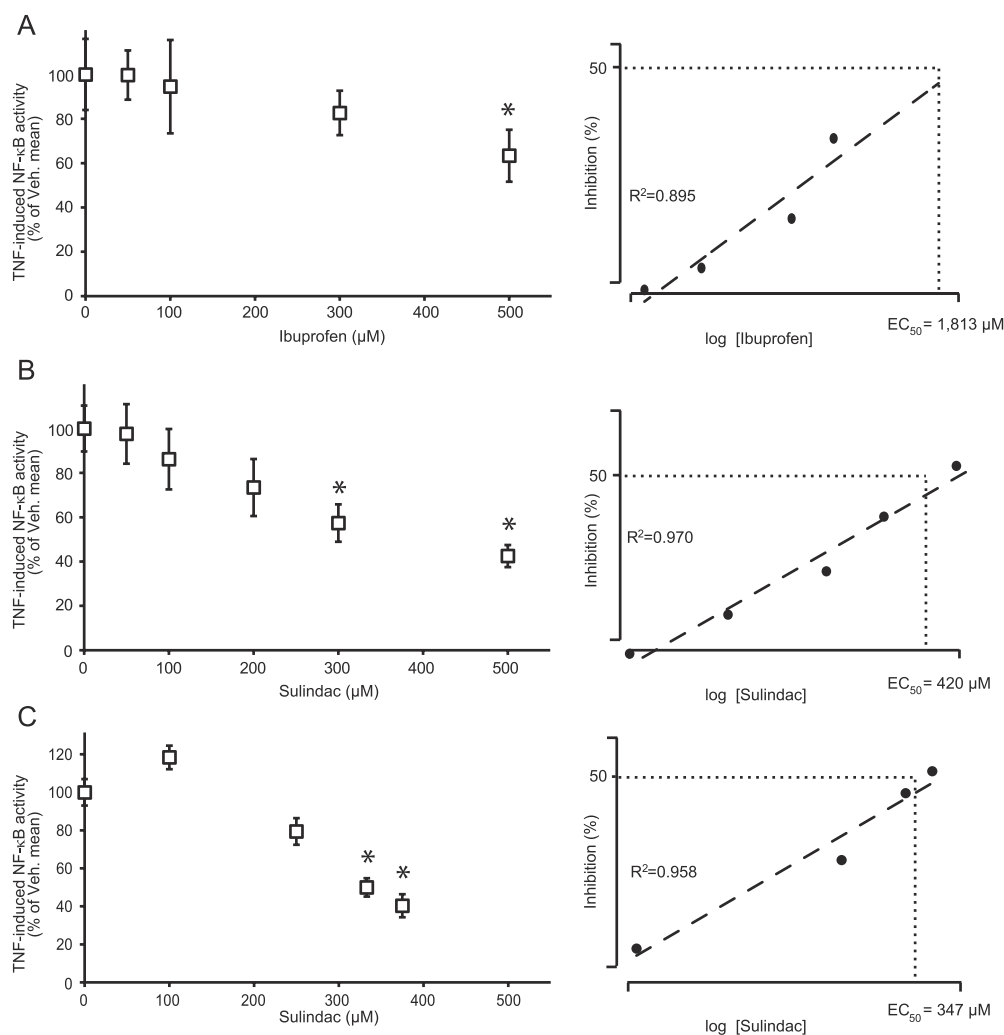 A
TNF-induced NF-κB activity
(% of Veh. mean)
100
80
60
40
20
0
*
0 100 200 300 400 500
Ibuprofen (µM)
Inhibition (%)
50
R²=0.895
log [Ibuprofen]
EC₅₀ = 1,813 µM
B
TNF-induced NF-κB activity
(% of Veh. mean)
100
80
60
40
20
0
* *
0 100 200 300 400 500
Sulindac (µM)
Inhibition (%)
50
R²=0.970
log [Sulindac]
EC₅₀ = 420 µM
C
TNF-induced NF-κB activity
(% of Veh. mean)
120
100
80
60
40
20
0
* *
0 100 200 300 400 500
Sulindac (µM)
Inhibition (%)
50
R²=0.958
log [Sulindac]
EC₅₀ = 347 µM